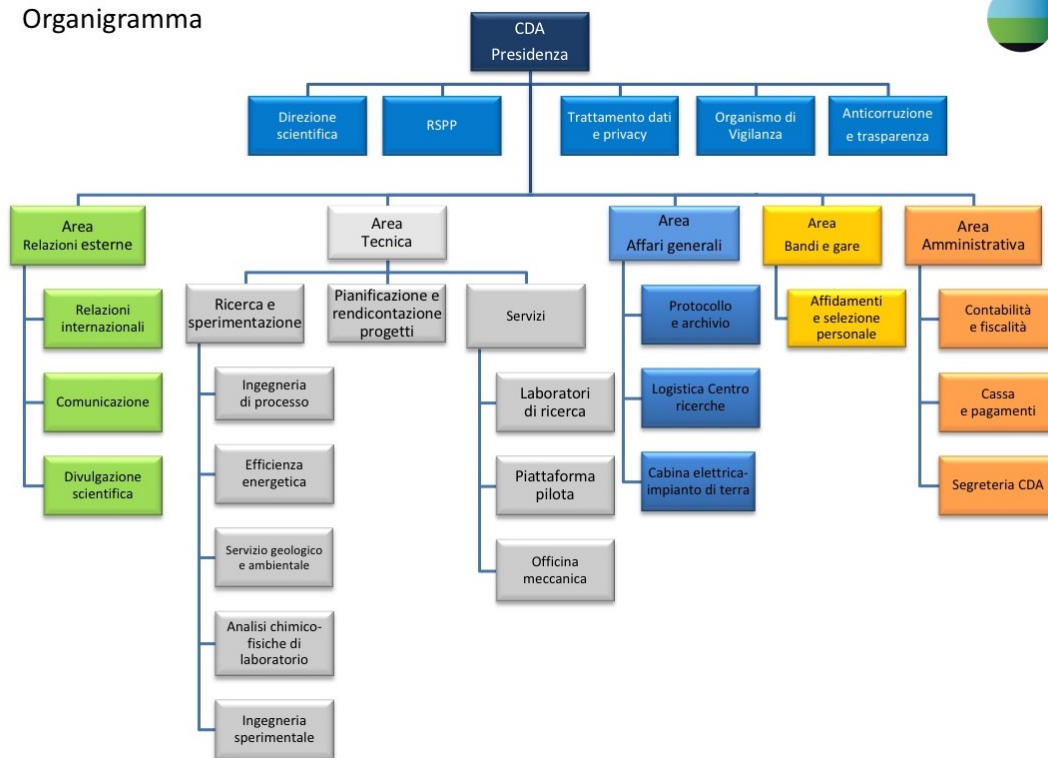 Organigramma
CDA
Presidenza
Direzione
scientifica
RSPP
Trattamento dati
e privacy
Organismo di
Vigilanza
Anticorruzione
e trasparenza
Area
Relazioni esterne
Area
Tecnica
Area
Affari generali
Area
Bandi e gare
Area
Amministrativa
Relazioni
internazionali
Comunicazione
Divulgazione
scientifica
Ricerca e
sperimentazione
Pianificazione e
rendicontazione
progetti
Servizi
Ingegneria
di processo
Efficienza
energetica
Servizio geologico
e ambientale
Analisi chimico-
fisiche di
laboratorio
Ingegneria
sperimentale
Laboratori
di ricerca
Piattaforma
pilota
Officina
meccanica
Protocollo
e archivio
Logistica Centro
ricerche
Cabina elettrica-
impianto di terra
Affidamenti
e selezione
personale
Contabilità
e fiscalità
Cassa
e pagamenti
Segreteria CDA